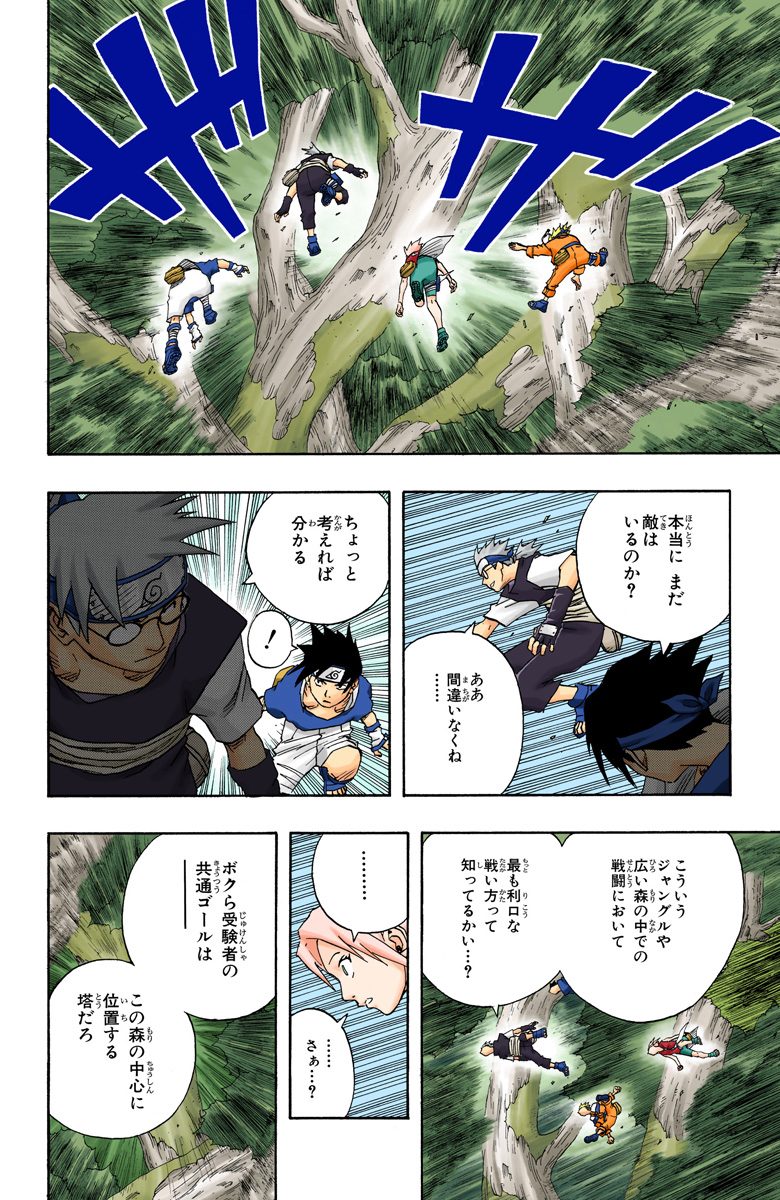 ザザッ
ザザッ
本当に まだ
敵は
いるのか?
ああ
間違いなくね
……
ちょっと
考えれば
分かる
!
こういう
ジャングルや
広い森の中での
戦闘において
最も利口な
戦い方って
知ってるかい…?
………
……
さぁ…?
ボクら受験者の
共通ゴールは
――
この森の中心に
位置する
塔だろ